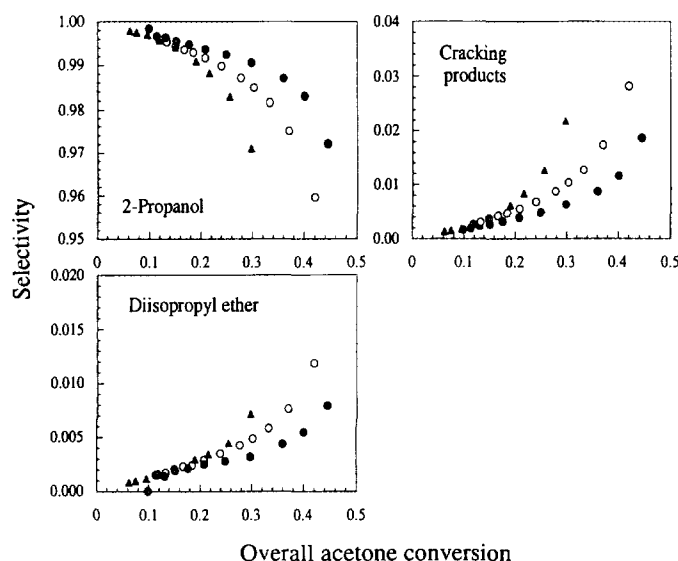 1.00
0.99
0.98
0.97
0.96
0.95
2-Propanol
0 0.1 0.2 0.3 0.4 0.5
0.04
0.03
0.02
0.01
0.00
Cracking
products
0 0.1 0.2 0.3 0.4 0.5
Selectivity
0.020
0.015
0.010
0.005
0.000
Diisopropyl ether
0 0.1 0.2 0.3 0.4 0.5
Overall acetone conversion